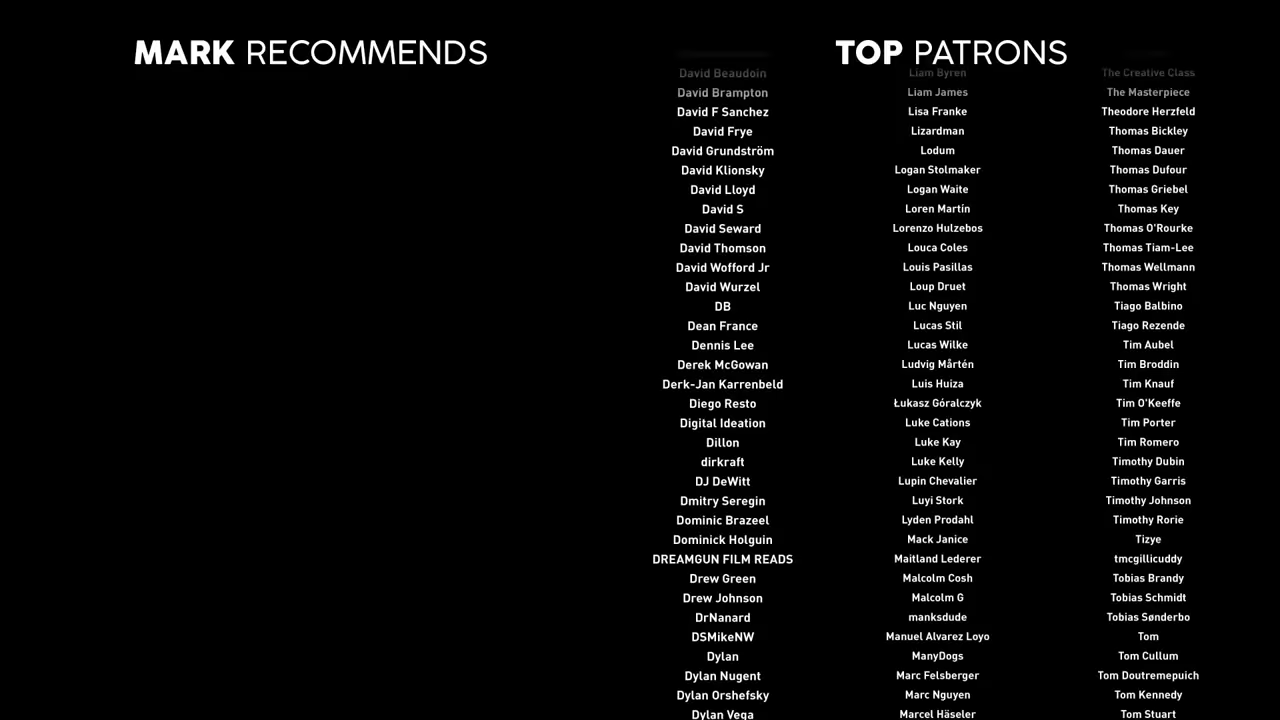 MARK RECOMMENDS
TOP PATRONS
David Beaudoin
David Brampton
David F Sanchez
David Frye
David Grundström
David Klionsky
David Lloyd
David S
David Seward
David Thomson
David Wofford Jr
David Wurzel
DB
Dean France
Dennis Lee
Derek McGowan
Derk-Jan Karrenbeld
Diego Resto
Digital Ideation
Dillon
dirkraft
DJ DeWitt
Dmitry Seregin
Dominic Brazeel
Dominick Holguin
DREAMGUN FILM READS
Drew Green
Drew Johnson
DrNanard
DSMikeNW
Dylan
Dylan Nugent
Dylan Orshefsky
Dylan Vega
Liam Byren
Liam James
Lisa Franke
Lizardman
Lodum
Logan Stolmaker
Logan Waite
Loren Martín
Lorenzo Hulzebos
Louca Coles
Louis Pasillas
Loup Druet
Luc Nguyen
Lucas Stil
Lucas Wilke
Ludvig Mårtén
Luis Huiza
Łukasz Góralczyk
Luke Cations
Luke Kay
Luke Kelly
Lupin Chevalier
Luyi Stork
Lyden Prodahl
Mack Janice
Maitland Lederer
Malcolm Cosh
Malcolm G
manksdude
Manuel Alvarez Loyo
ManyDogs
Marc Felsberger
Marc Nguyen
Marcel Häseler
The Creative Class
The Masterpiece
Theodore Herzfeld
Thomas Bickley
Thomas Dauer
Thomas Dufour
Thomas Griebel
Thomas Key
Thomas O'Rourke
Thomas Tiam-Lee
Thomas Wellmann
Thomas Wright
Tiago Balbino
Tiago Rezende
Tim Aubel
Tim Broddin
Tim Knauf
Tim O'Keeffe
Tim Porter
Tim Romero
Timothy Dubin
Timothy Garris
Timothy Johnson
Timothy Rorie
Tizye
tmcgillicuddy
Tobias Brandy
Tobias Schmidt
Tobias Sønderbo
Tom
Tom Cullum
Tom Doutremepuich
Tom Kennedy
Tom Stuart